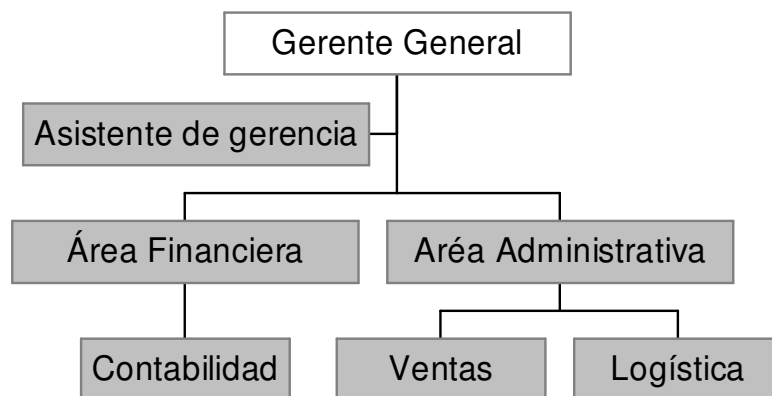 Gerente General
Asistente de gerencia
Área Financiera
Aréa Administrativa
Contabilidad
Ventas
Logística